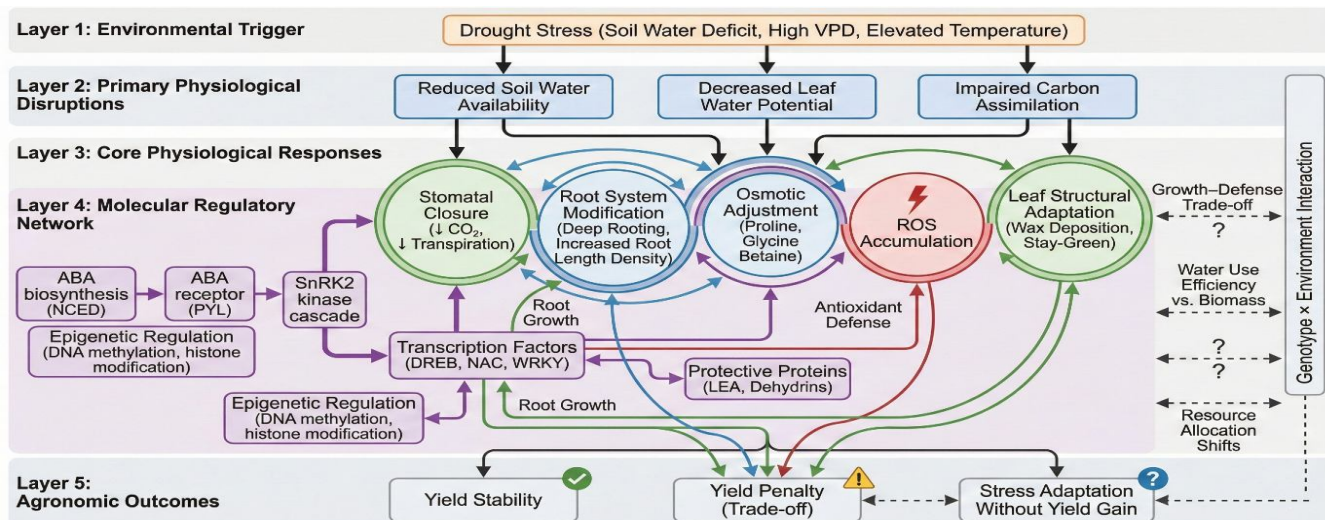 Layer 1: Environmental Trigger
Drought Stress (Soil Water Deficit, High VPD, Elevated Temperature)
Layer 2: Primary Physiological
Disruptions
Reduced Soil Water
Availability
Decreased Leaf
Water Potential
Impaired Carbon
Assimilation
Layer 3: Core Physiological Responses
Stomatal
Closure
(↓ CO₂,
↓ Transpiration)
Root System
Modification
(Deep Rooting,
Increased Root
Length Density)
Osmotic
Adjustment
(Proline,
Glycine
Betaine)
ROS
Accumulation
Leaf Structural
Adaptation
(Wax Deposition,
Stay-Green)
Layer 4: Molecular Regulatory
Network
ABA
biosynthesis
(NCED)
ABA
receptor
(PYL)
SnRK2
kinase
cascade
Epigenetic Regulation
(DNA methylation, histone
modification)
Root
Growth
Antioxidant
Defense
Transcription Factors
(DREB, NAC, WRKY)
Protective Proteins
(LEA, Dehydrins)
Epigenetic Regulation
(DNA methylation,
histone modification)
Root Growth
Growth–Defense
Trade-off
?
Water Use
Efficiency
vs. Biomass
?
?
Resource
Allocation
Shifts
Genotype × Environment Interaction
Layer 5:
Agronomic Outcomes
Yield Stability
Yield Penalty
(Trade-off)
!
Stress Adaptation
Without Yield Gain
?